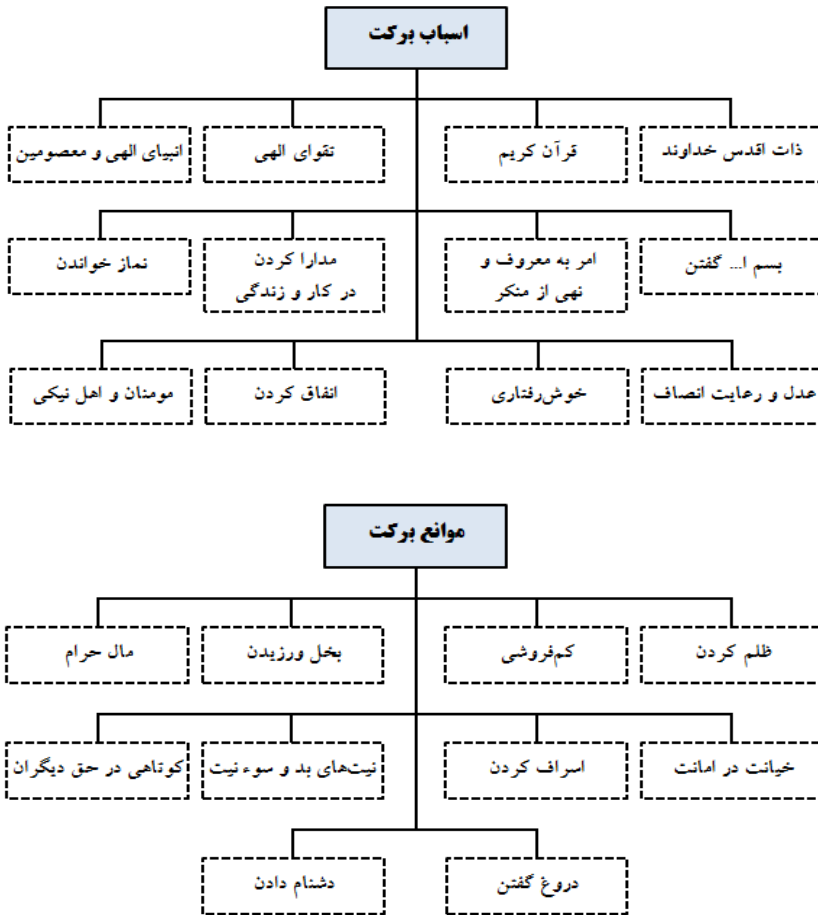 اسباب برکت
ذات اقدس خداوند
قرآن کریم
تقوای الهی
انبیای الهی و معصومین
بسم ا... گفتن
امر به معروف و
نهی از منکر
مدارا کردن
در کار و زندگی
نماز خواندن
عدل و رعایت انصاف
خوش‌رفتاری
انفاق کردن
مومنان و اهل نیکی
موانع برکت
ظلم کردن
کم‌فروشی
بخل ورزیدن
مال حرام
خیانت در امانت
اسراف کردن
نیت‌های بد و سوء نیت
کوتاهی در حق دیگران
دروغ گفتن
دشنام دادن